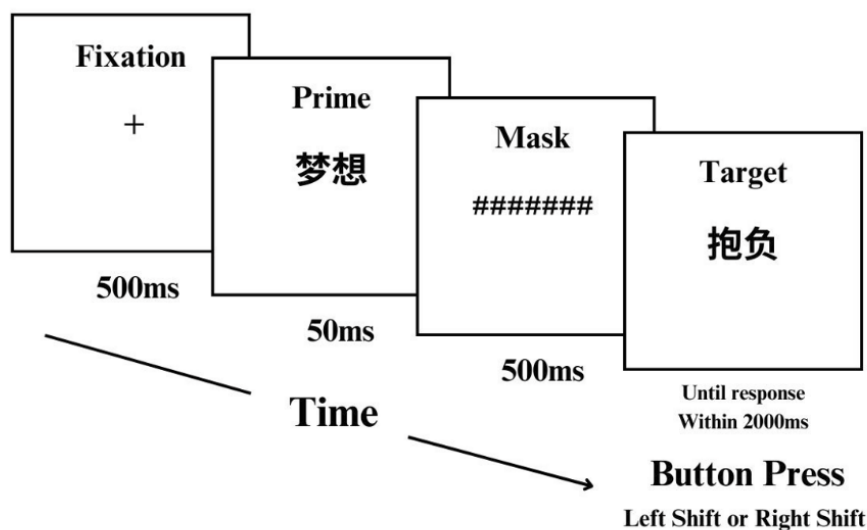 Fixation
+
500ms
Prime
梦想
50ms
Mask
#######
500ms
Target
抱负
Until response
Within 2000ms
Time
Button Press
Left Shift or Right Shift